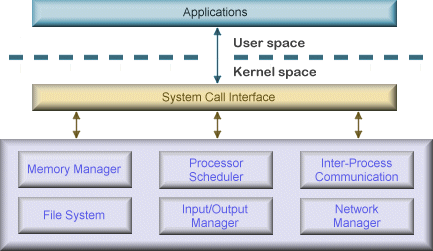 Applications
User space
Kernel space
System Call Interface
Memory Manager
Processor
Scheduler
Inter-Process
Communication
File System
Input/Output
Manager
Network
Manager